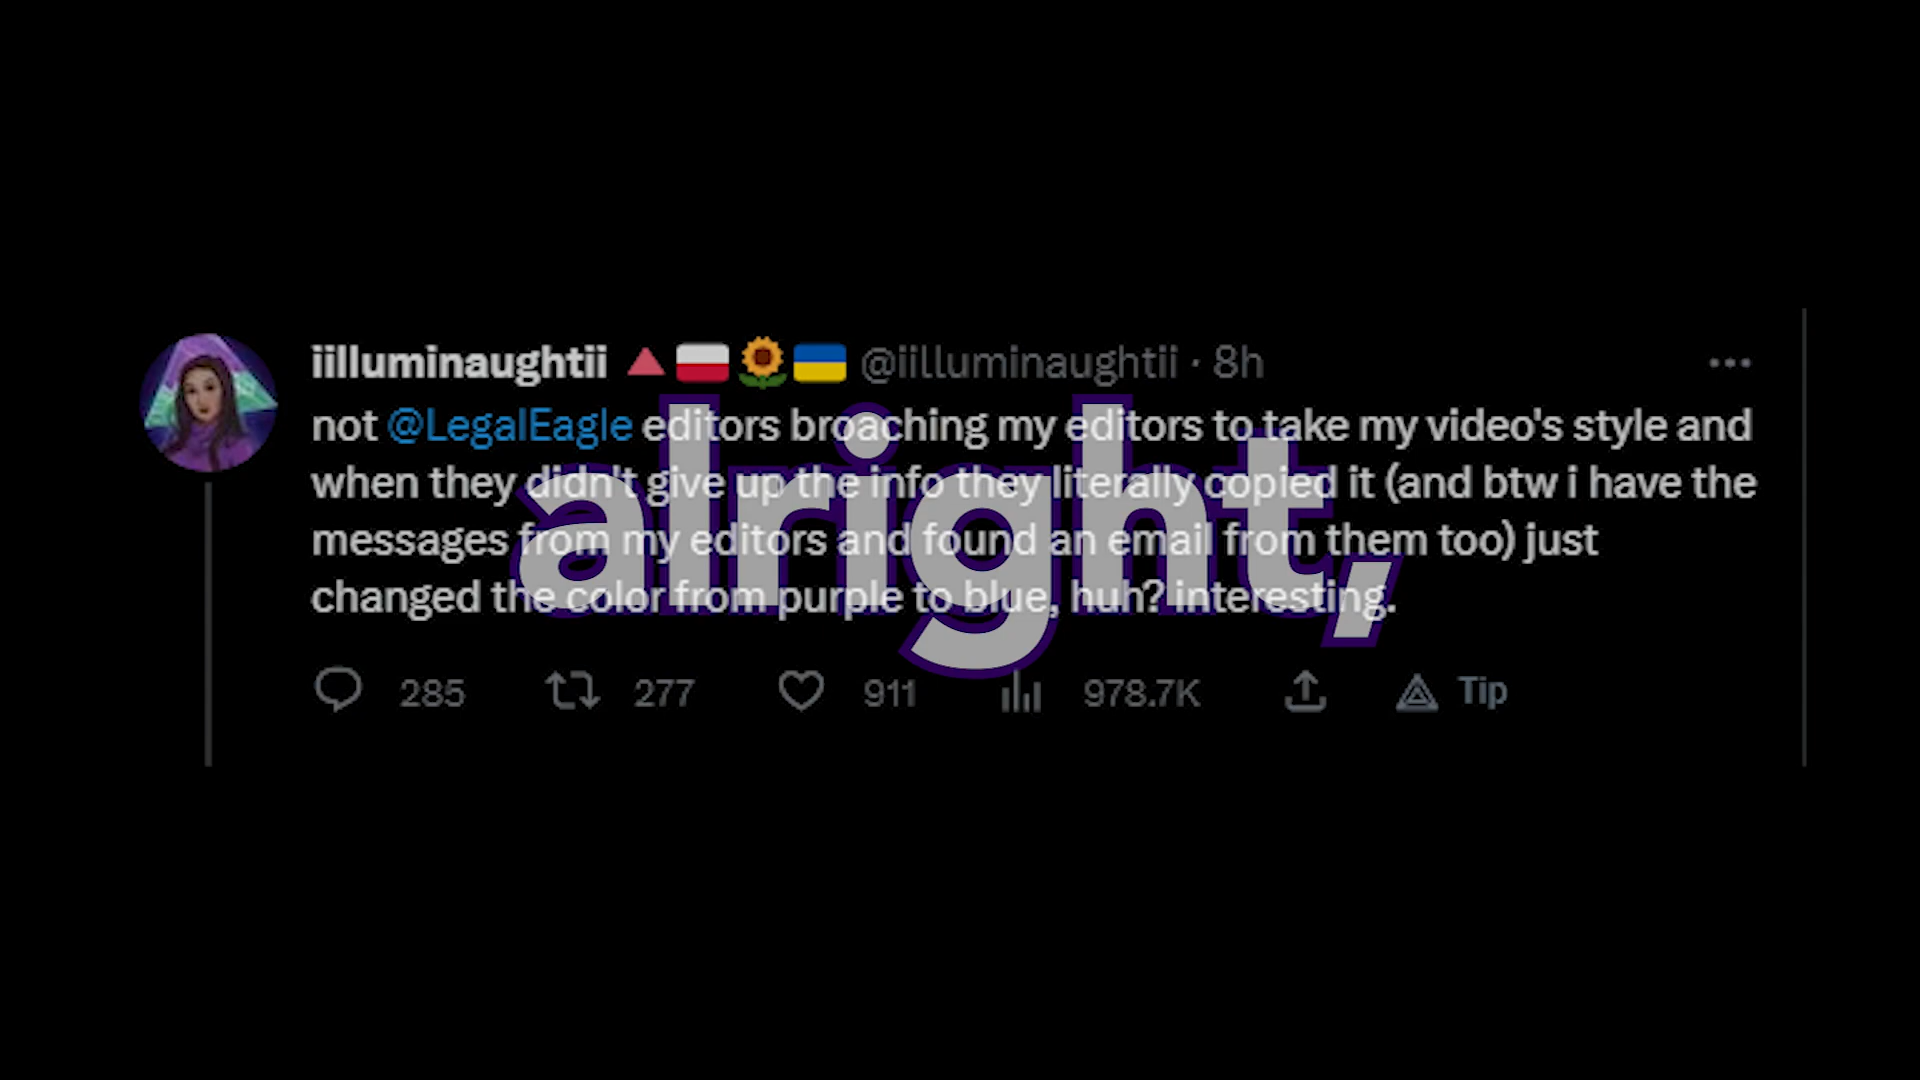 iilluminaughtii 🔺🇵🇱🌻🇺🇦 @iilluminaughtii · 8h
not @LegalEagle editors broaching my editors to take my video's style and
when they didn't give up the info they literally copied it (and btw i have the
messages from my editors and found an email from them too) just
changed the color from purple to blue, huh? interesting.
alright,
285 277 911 978.7K Tip